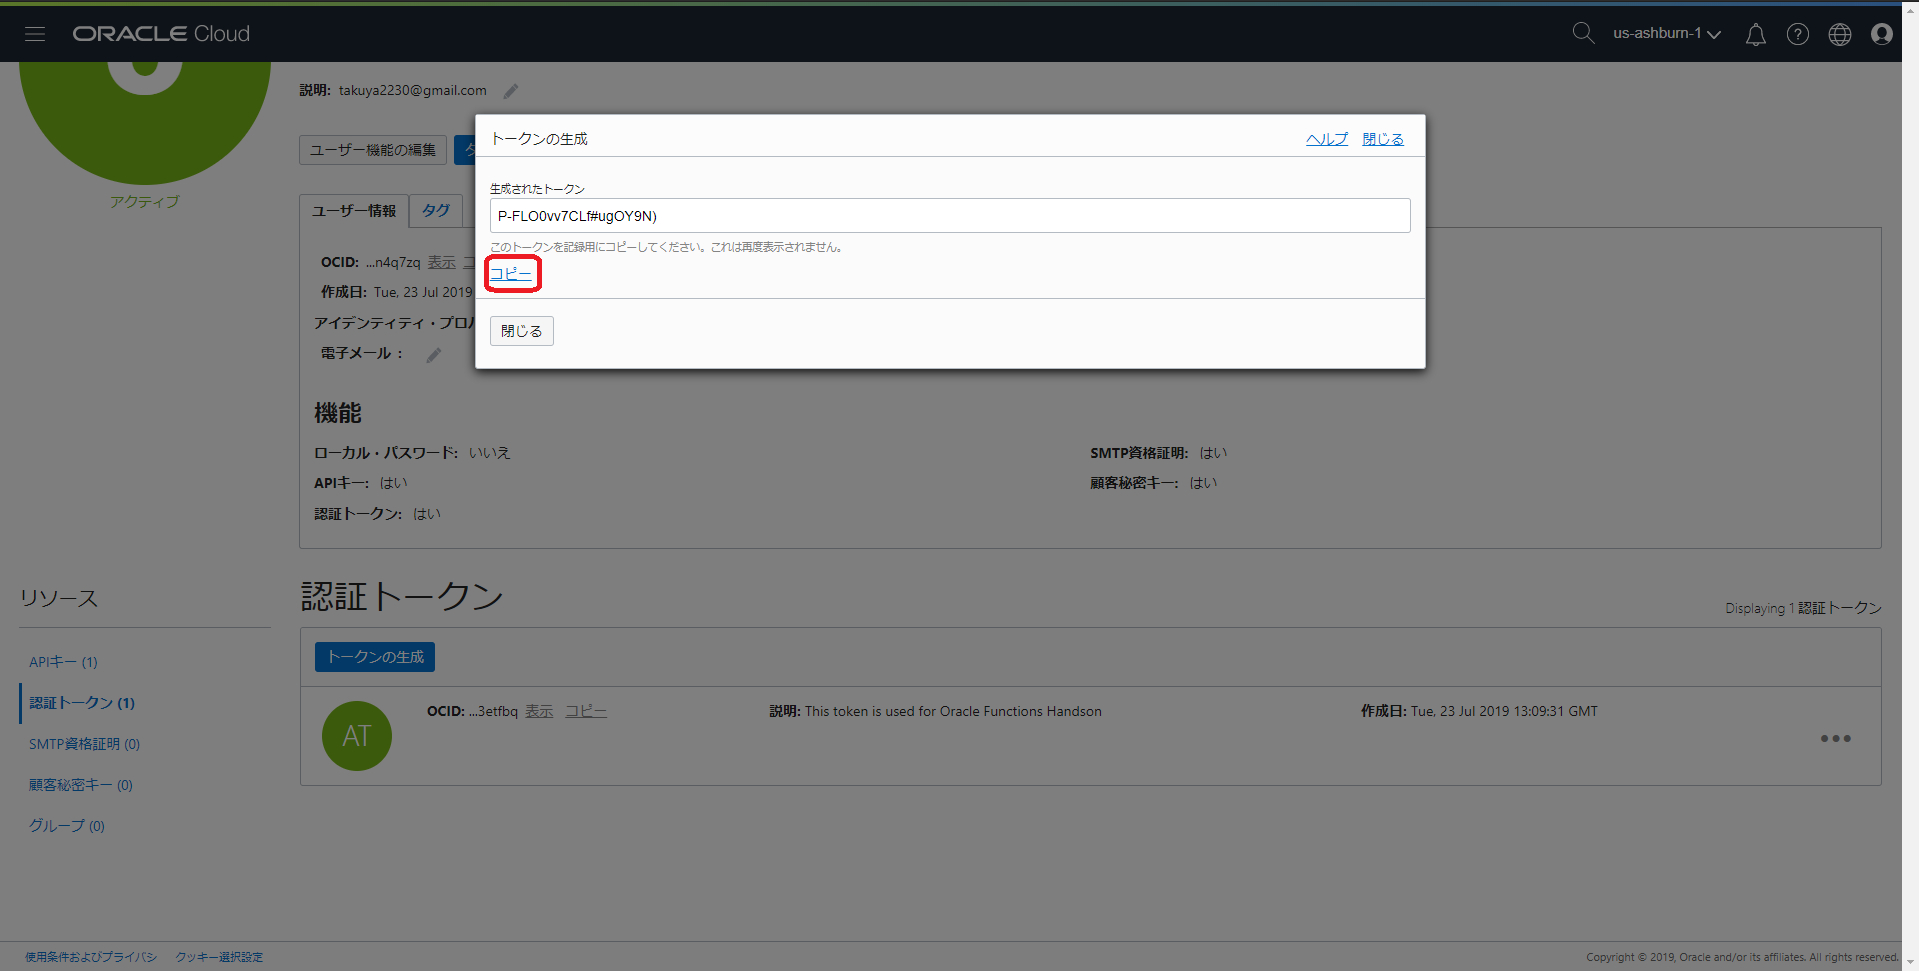 ORACLE Cloud
us-ashburn-1
説明: takuya2230@gmail.com
ユーザー機能の編集
アクティブ
トークンの生成
ヘルプ 閉じる
生成されたトークン
P-FLO0vv7CLf#ugOY9N)
このトークンを記録用にコピーしてください。これは再度表示されません。
コピー
閉じる
ユーザー情報 タグ
OCID: ...n4q7zq 表示
作成日: Tue, 23 Jul 2019
アイデンティティ・プロ
電子メール :
機能
ローカル・パスワード: いいえ
SMTP資格証明: はい
APIキー: はい
顧客秘密キー: はい
認証トークン: はい
リソース
APIキー (1)
認証トークン (1)
SMTP資格証明 (0)
顧客秘密キー (0)
グループ (0)
認証トークン
Displaying 1 認証トークン
トークンの生成
AT
OCID: ...3etfbq 表示 コピー
説明: This token is used for Oracle Functions Handson
作成日: Tue, 23 Jul 2019 13:09:31 GMT
使用条件およびプライバシ クッキー選択設定
Copyright © 2019, Oracle and/or its affiliates. All rights reserved.